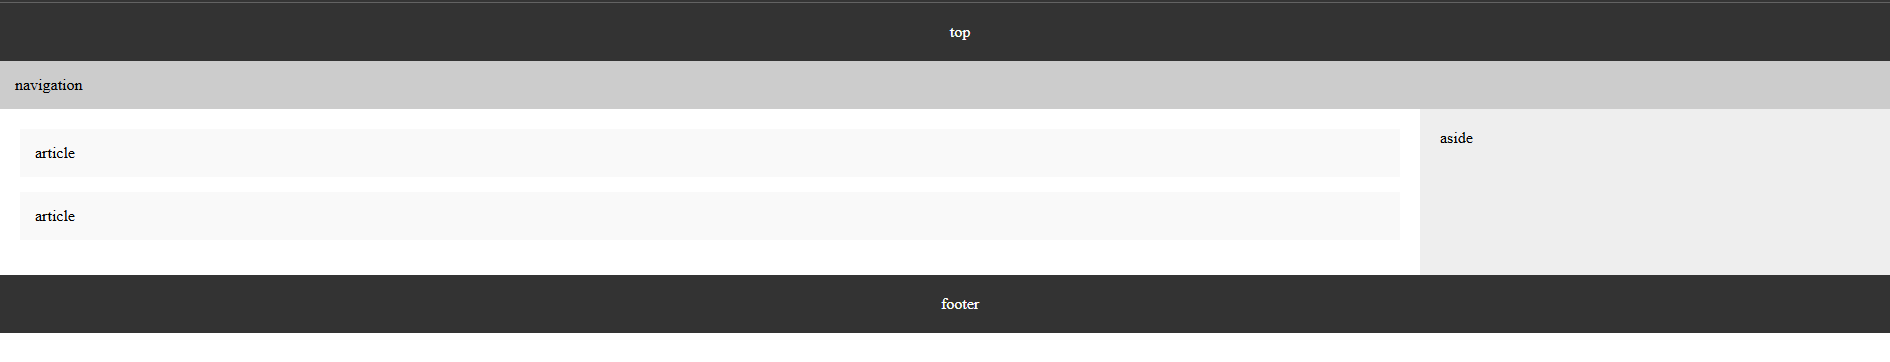 top
navigation
article
aside
article
footer